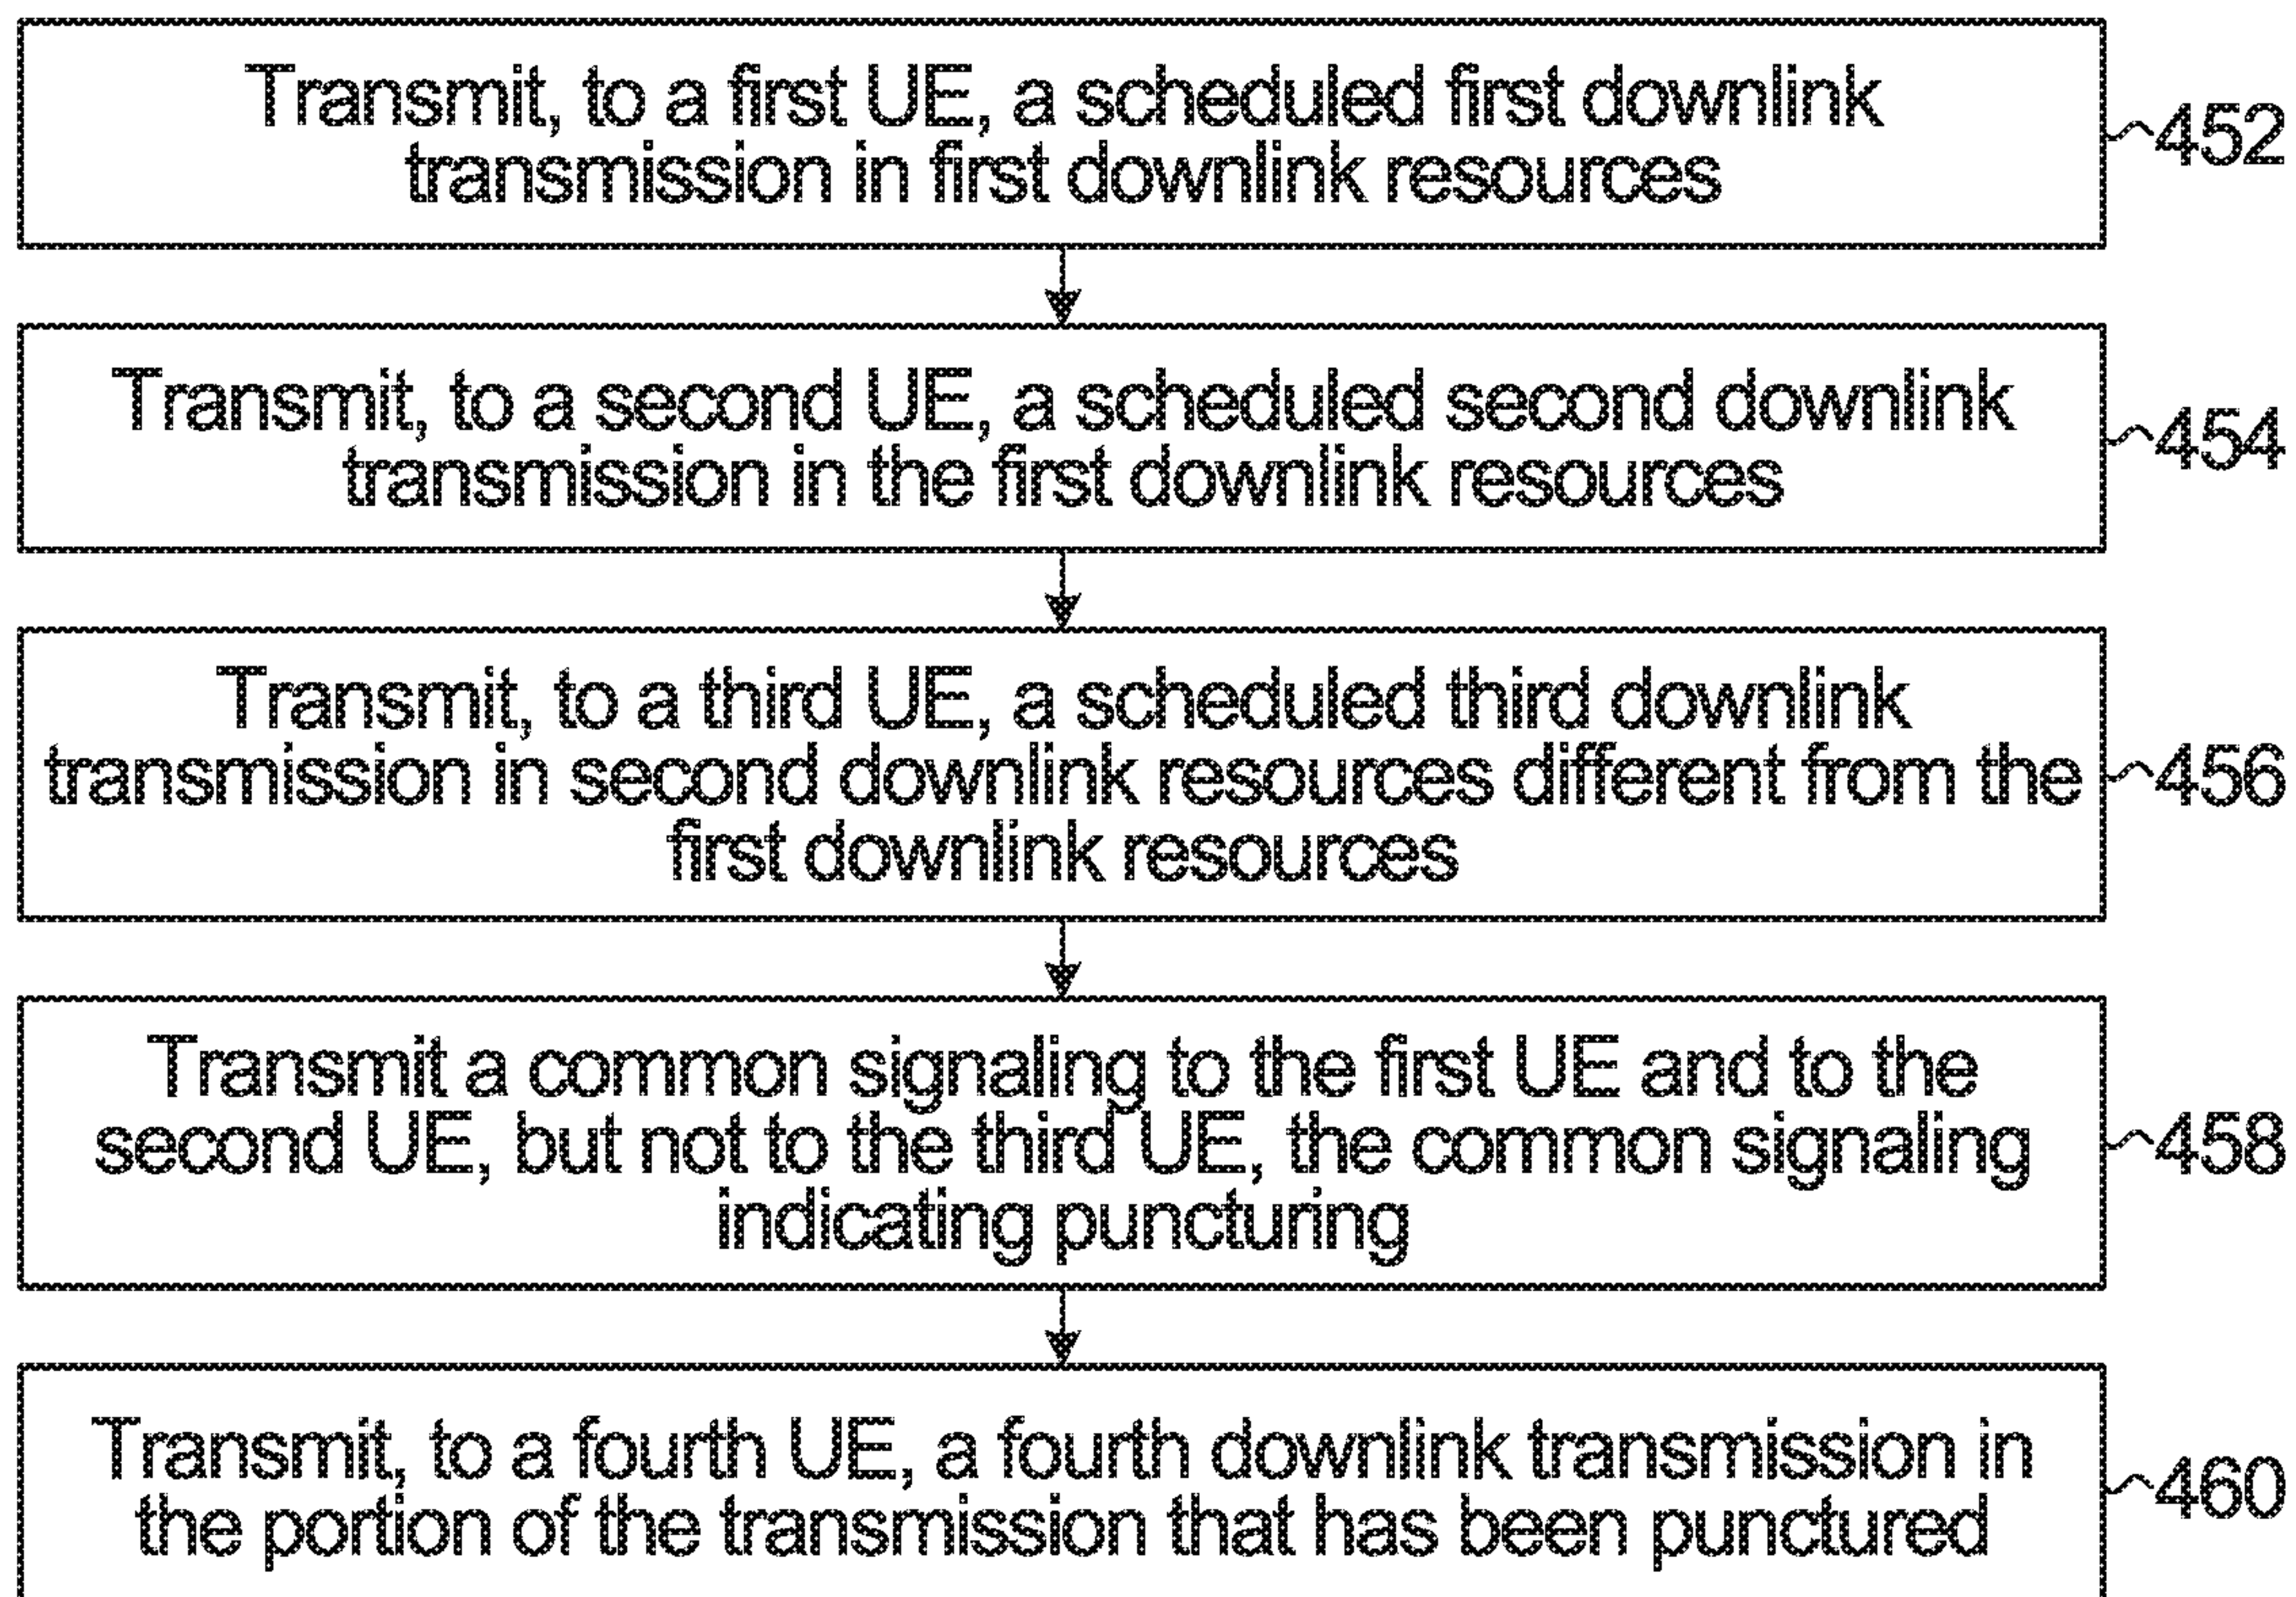 Transmit, to a first UE, a scheduled first downlink
transmission in first downlink resources
452
Transmit, to a second UE, a scheduled second downlink
transmission in the first downlink resources
454
Transmit, to a third UE, a scheduled third downlink
transmission in second downlink resources different from the
first downlink resources
456
Transmit a common signaling to the first UE and to the
second UE, but not to the third UE, the common signaling
indicating puncturing
458
Transmit, to a fourth UE, a fourth downlink transmission in
the portion of the transmission that has been punctured
460